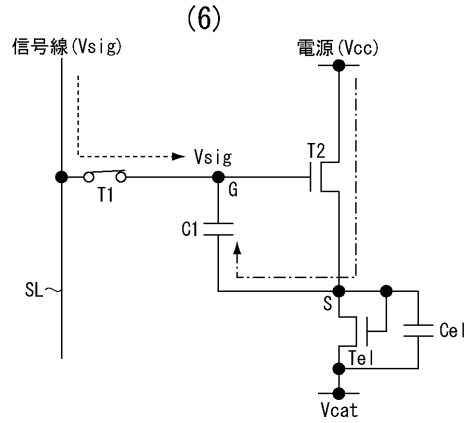 (6)
信号線(Vsig)
電源(Vcc)
Vsig
T2
T1
G
C1
SL
S
Cel
Tel
Vcat